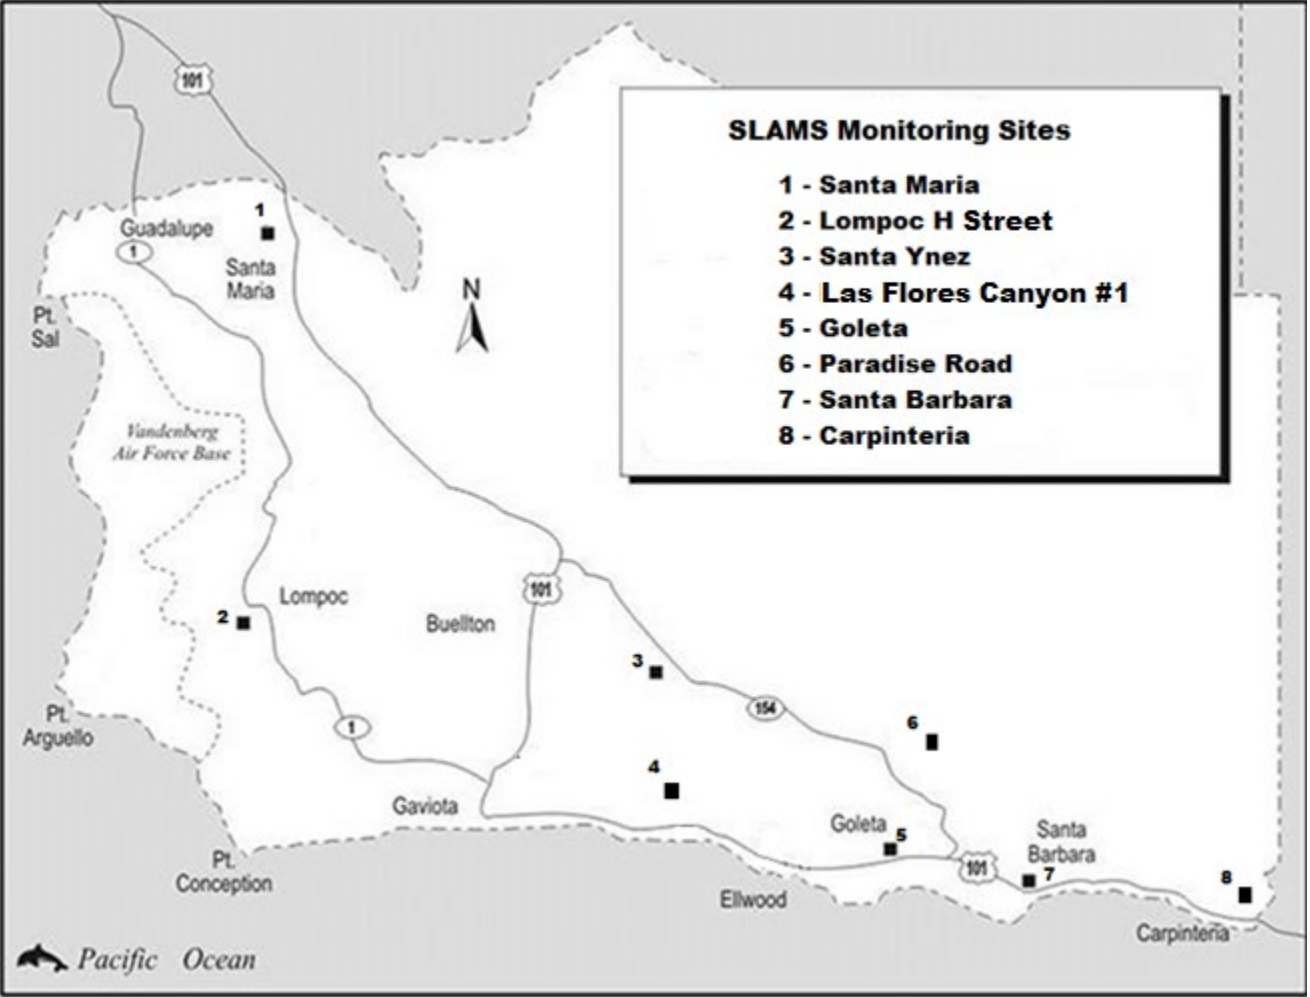 101
SLAMS Monitoring Sites
1 - Santa Maria
2 - Lompoc H Street
3 - Santa Ynez
4 - Las Flores Canyon #1
5 - Goleta
6 - Paradise Road
7 - Santa Barbara
8 - Carpinteria
1
Guadalupe
1
Santa
Maria
N
Pt.
Sal
Vandenberg
Air Force Base
101
Lompoc
2
Buellton
3
154
Pt.
Arguello
1
6
4
Gaviota
Goleta
5
Santa
Barbara
Pt.
Conception
101
7
8
Ellwood
Carpinteria
Pacific Ocean